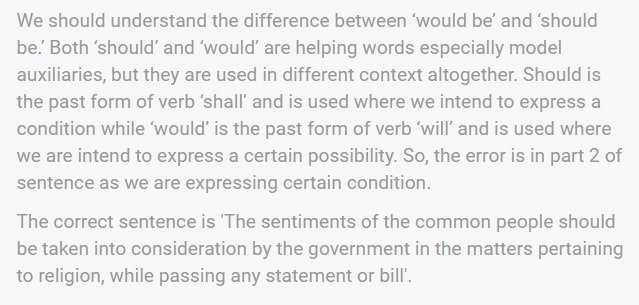 We should understand the difference between ‘would be’ and ‘should
be.’ Both ‘should’ and ‘would’ are helping words especially model
auxiliaries, but they are used in different context altogether. Should is
the past form of verb ‘shall’ and is used where we intend to express a
condition while ‘would’ is the past form of verb ‘will’ and is used where
we are intend to express a certain possibility. So, the error is in part 2 of
sentence as we are expressing certain condition.
The correct sentence is 'The sentiments of the common people should
be taken into consideration by the government in the matters pertaining
to religion, while passing any statement or bill'.